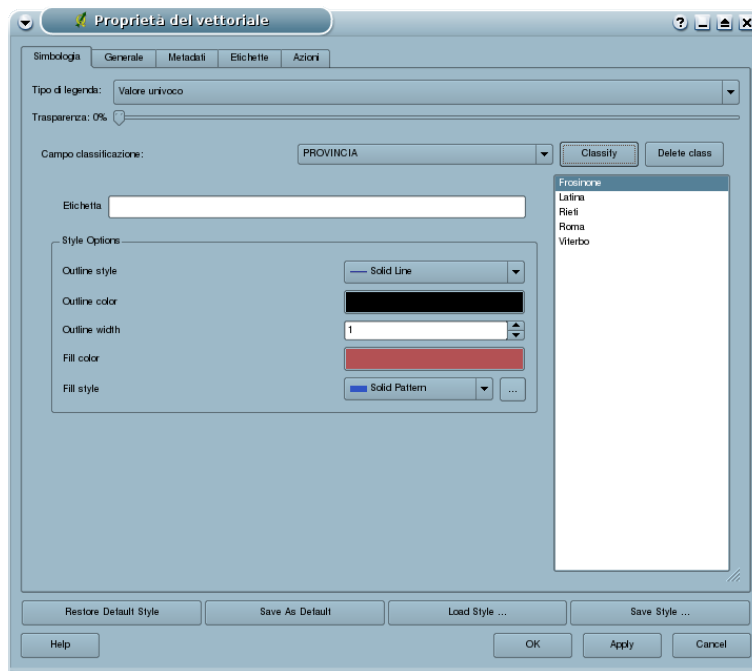 Proprietà del vettoriale
Simbologia Generale Metadati Etichette Azioni
Tipo di legenda: Valore univoco
Trasparenza: 0%
Campo classificazione: PROVINCIA Classify Delete class
Frosinone
Latina
Rieti
Roma
Viterbo
Etichetta
Style Options
Outline style Solid Line
Outline color
Outline width 1
Fill color
Fill style Solid Pattern ...
Restore Default Style Save As Default Load Style ... Save Style ...
Help OK Apply Cancel